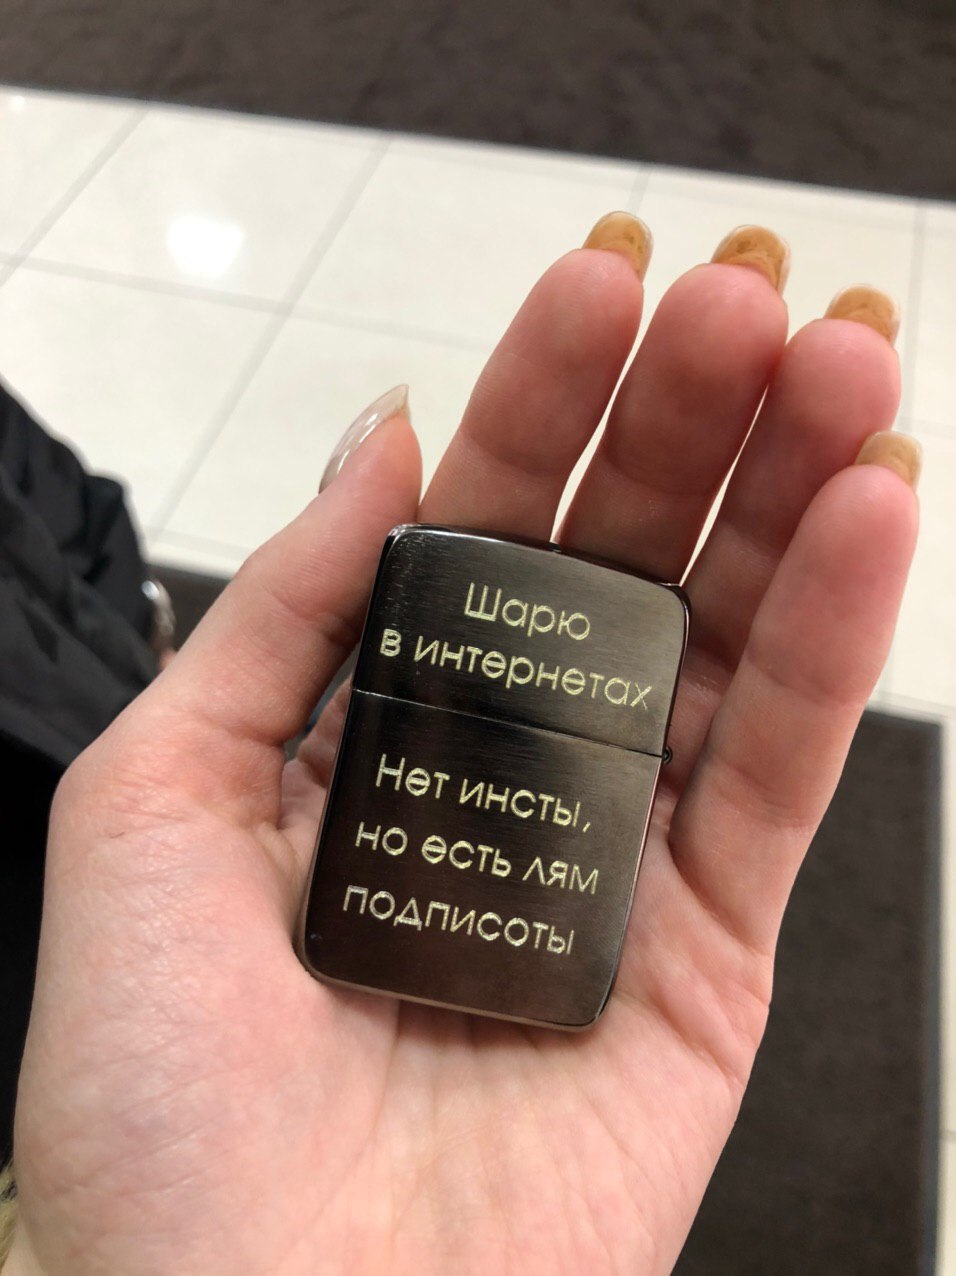 Шарю
в интернетах
Нет инсты,
но есть лям
подписоты